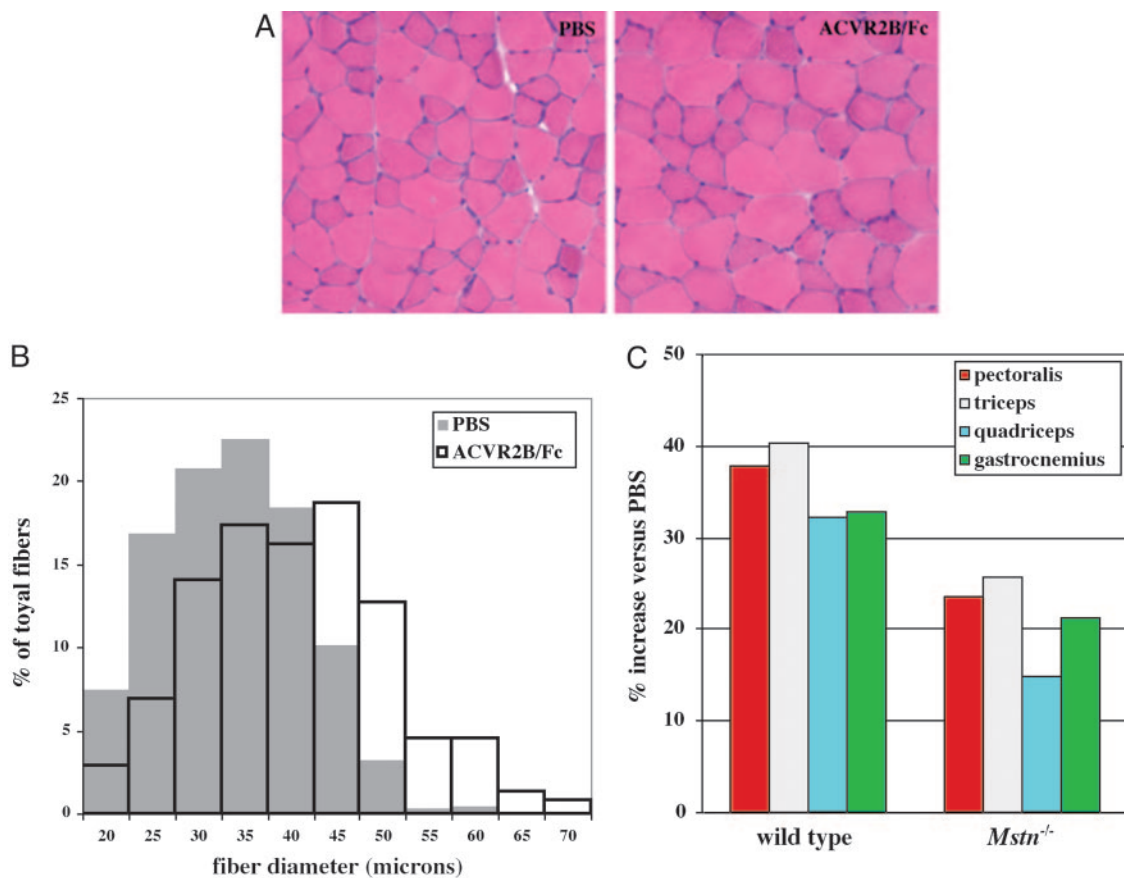 A
PBS
ACVR2B/Fc
B
25
20
15
10
5
0
% of toyal fibers
PBS
ACVR2B/Fc
20 25 30 35 40 45 50 55 60 65 70
fiber diameter (microns)
C
50
40
30
20
10
0
% increase versus PBS
pectoralis
triceps
quadriceps
gastrocnemius
wild type
Mstn-/-